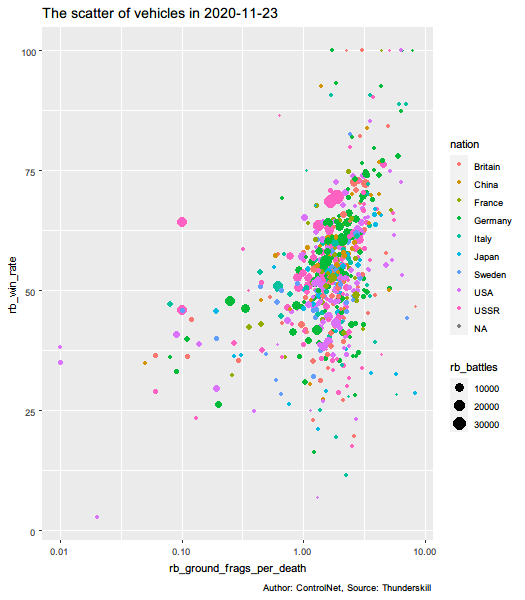 The scatter of vehicles in 2020-11-23
rb_win_rate
100
75
50
25
0
0.01 0.10 1.00 10.00
rb_ground_frags_per_death
nation
Britain
China
France
Germany
Italy
Japan
Sweden
USA
USSR
NA
rb_battles
10000
20000
30000
Author: ControlNet, Source: Thunderskill